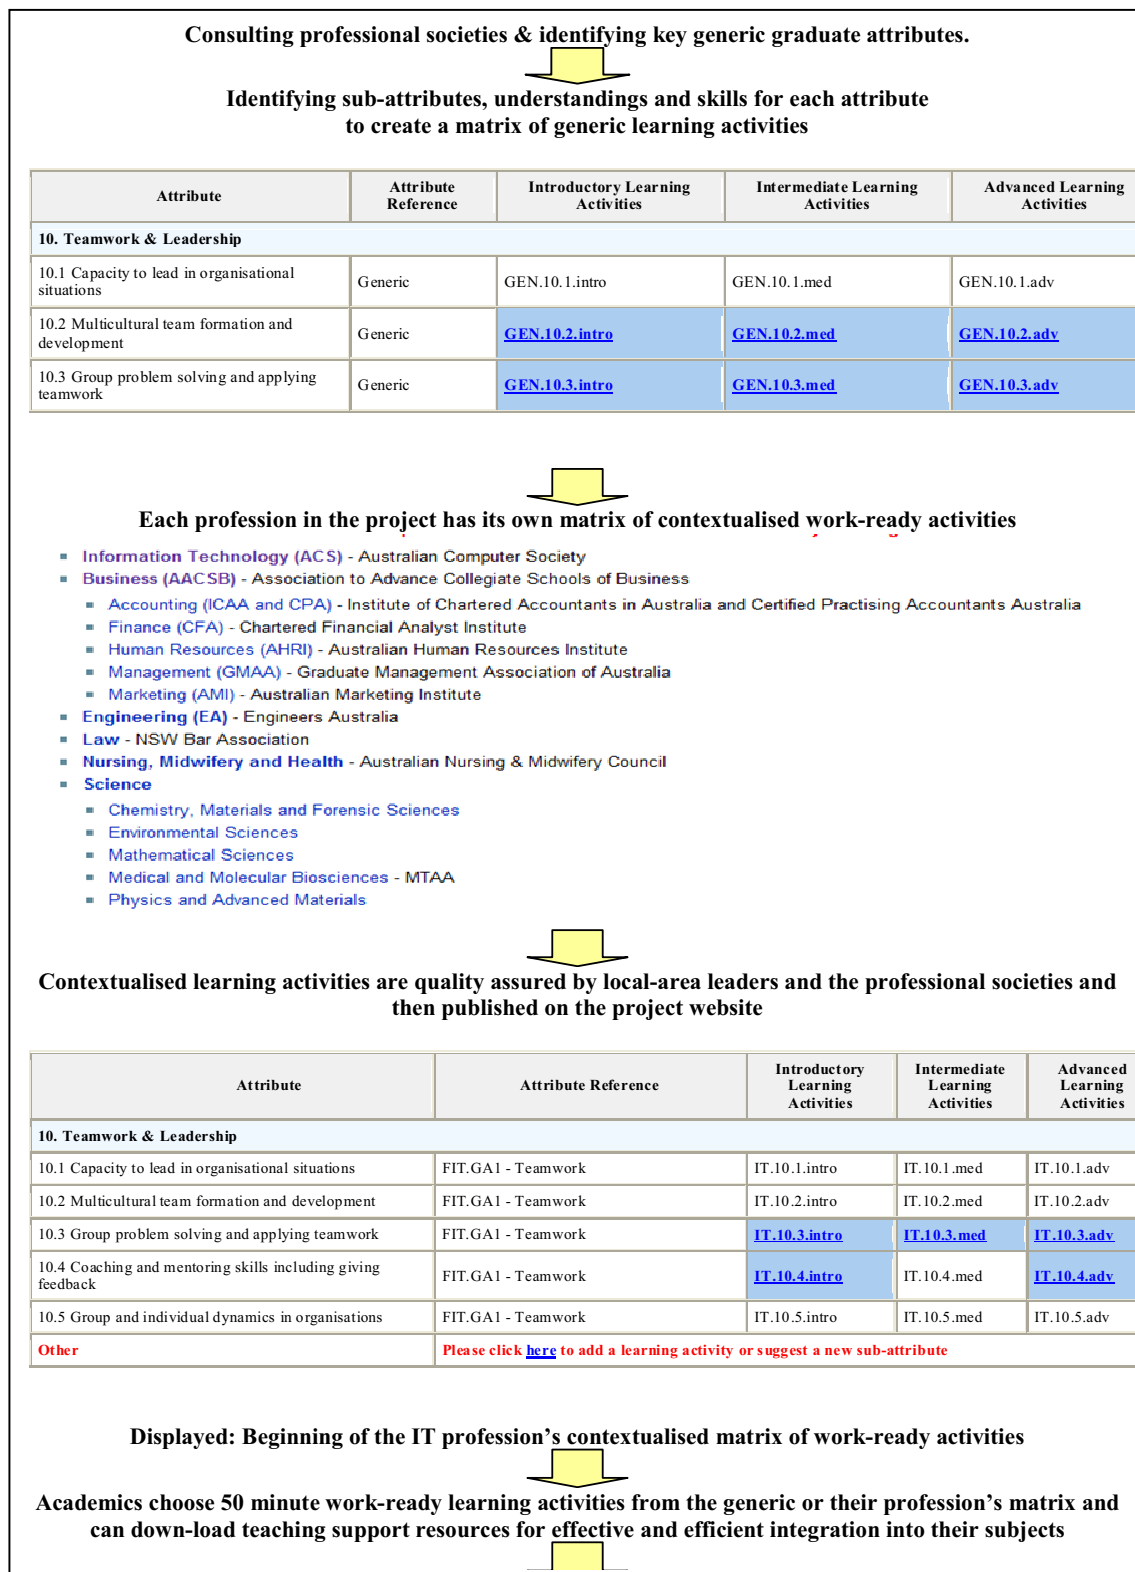 Consulting professional societies & identifying key generic graduate attributes.
Identifying sub-attributes, understandings and skills for each attribute
to create a matrix of generic learning activities
Attribute
Attribute
Reference
Introductory Learning
Activities
Intermediate Learning
Activities
Advanced Learning
Activities
10. Teamwork & Leadership
10.1 Capacity to lead in organisational
situations
Generic
GEN.10.1.intro
GEN.10.1.med
GEN.10.1.adv
10.2 Multicultural team formation and
development
Generic
GEN.10.2.intro
GEN.10.2.med
GEN.10.2.adv
10.3 Group problem solving and applying
teamwork
Generic
GEN.10.3.intro
GEN.10.3.med
GEN.10.3.adv
Each profession in the project has its own matrix of contextualised work-ready activities
Information Technology (ACS) - Australian Computer Society
Business (AACSB) - Association to Advance Collegiate Schools of Business
Accounting (ICAA and CPA) - Institute of Chartered Accountants in Australia and Certified Practising Accountants Australia
Finance (CFA) - Chartered Financial Analyst Institute
Human Resources (AHRI) - Australian Human Resources Institute
Management (GMAA) - Graduate Management Association of Australia
Marketing (AMI) - Australian Marketing Institute
Engineering (EA) - Engineers Australia
Law - NSW Bar Association
Nursing, Midwifery and Health - Australian Nursing & Midwifery Council
Science
Chemistry, Materials and Forensic Sciences
Environmental Sciences
Mathematical Sciences
Medical and Molecular Biosciences - MTAA
Physics and Advanced Materials
Contextualised learning activities are quality assured by local-area leaders and the professional societies and
then published on the project website
Attribute
Attribute Reference
Introductory
Learning
Activities
Intermediate
Learning
Activities
Advanced
Learning
Activities
10. Teamwork & Leadership
10.1 Capacity to lead in organisational situations
FIT.GA1 - Teamwork
IT.10.1.intro
IT.10.1.med
IT.10.1.adv
10.2 Multicultural team formation and development
FIT.GA1 - Teamwork
IT.10.2.intro
IT.10.2.med
IT.10.2.adv
10.3 Group problem solving and applying teamwork
FIT.GA1 - Teamwork
IT.10.3.intro
IT.10.3.med
IT.10.3.adv
10.4 Coaching and mentoring skills including giving
feedback
FIT.GA1 - Teamwork
IT.10.4.intro
IT.10.4.med
IT.10.4.adv
10.5 Group and individual dynamics in organisations
FIT.GA1 - Teamwork
IT.10.5.intro
IT.10.5.med
IT.10.5.adv
Other
Please click here to add a learning activity or suggest a new sub-attribute
Displayed: Beginning of the IT profession's contextualised matrix of work-ready activities
Academics choose 50 minute work-ready learning activities from the generic or their profession's matrix and
can down-load teaching support resources for effective and efficient integration into their subjects